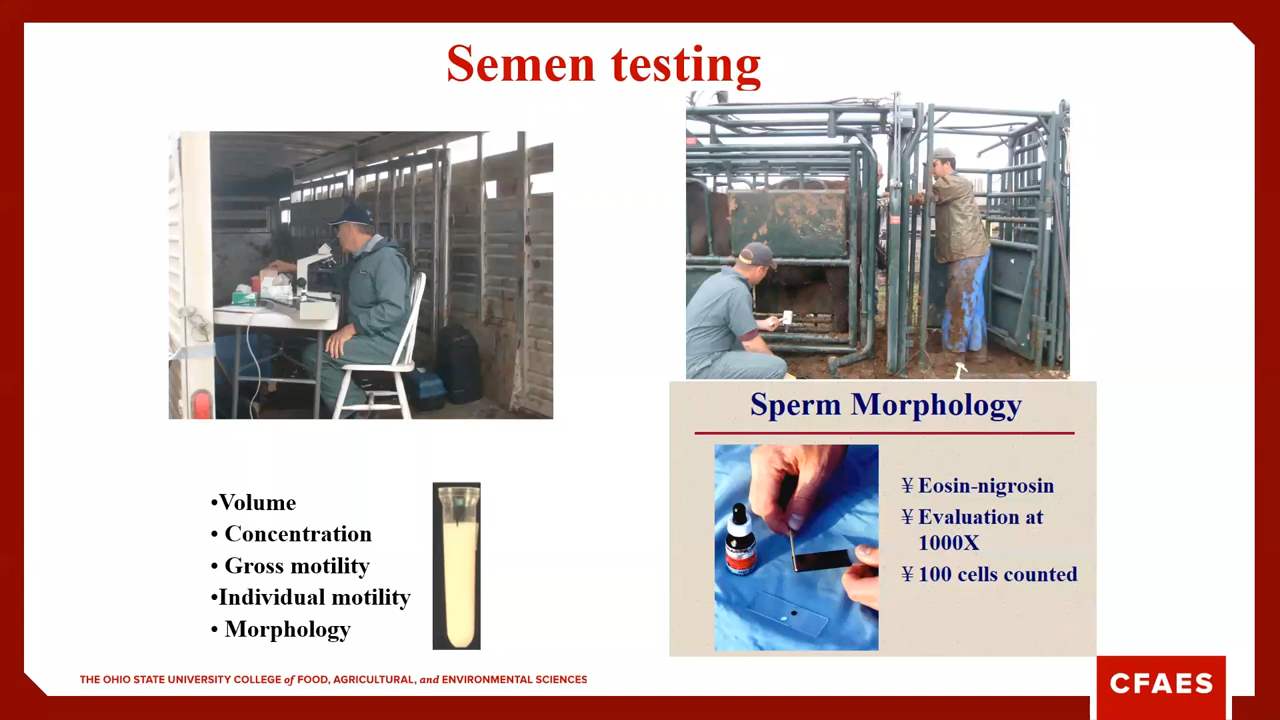 Semen testing
•Volume
• Concentration
• Gross motility
•Individual motility
• Morphology
Sperm Morphology
¥ Eosin-nigrosin
¥ Evaluation at
1000X
¥ 100 cells counted
THE OHIO STATE UNIVERSITY COLLEGE of FOOD, AGRICULTURAL, and ENVIRONMENTAL SCIENCES
CFAES